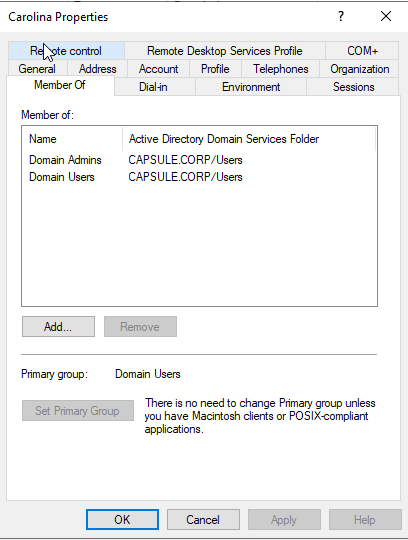 Carolina Properties
?
Remote control
Remote Desktop Services Profile
COM+
General
Address
Account
Profile
Telephones
Organization
Member Of
Dial-in
Environment
Sessions
Member of:
Name
Active Directory Domain Services Folder
Domain Admins
CAPSULE.CORP/Users
Domain Users
CAPSULE.CORP/Users
Add...
Remove
Primary group:
Domain Users
Set Primary Group
There is no need to change Primary group unless
you have Macintosh clients or POSIX-compliant
applications.
OK
Cancel
Apply
Help